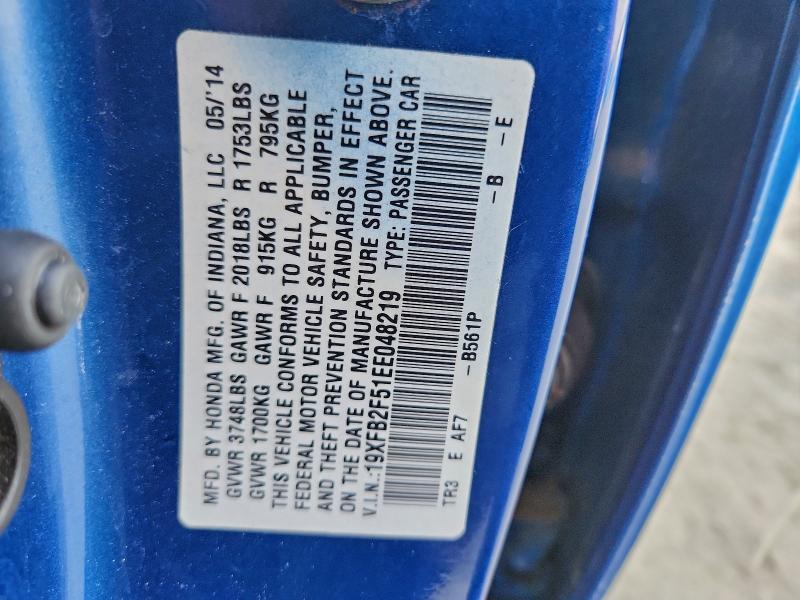 MFD. BY HONDA MFG. OF INDIANA, LLC 05/'14
GVWR 3748LBS GAWR F 2018LBS R 1753LBS
GVWR 1700KG GAWR F 915KG R 795KG
THIS VEHICLE CONFORMS TO ALL APPLICABLE
FEDERAL MOTOR VEHICLE SAFETY, BUMPER,
AND THEFT PREVENTION STANDARDS IN EFFECT
ON THE DATE OF MANUFACTURE SHOWN ABOVE.
V.I.N.:19XFB2F51EE048219 TYPE: PASSENGER CAR
TR3 E AF7 -B561P -B -E